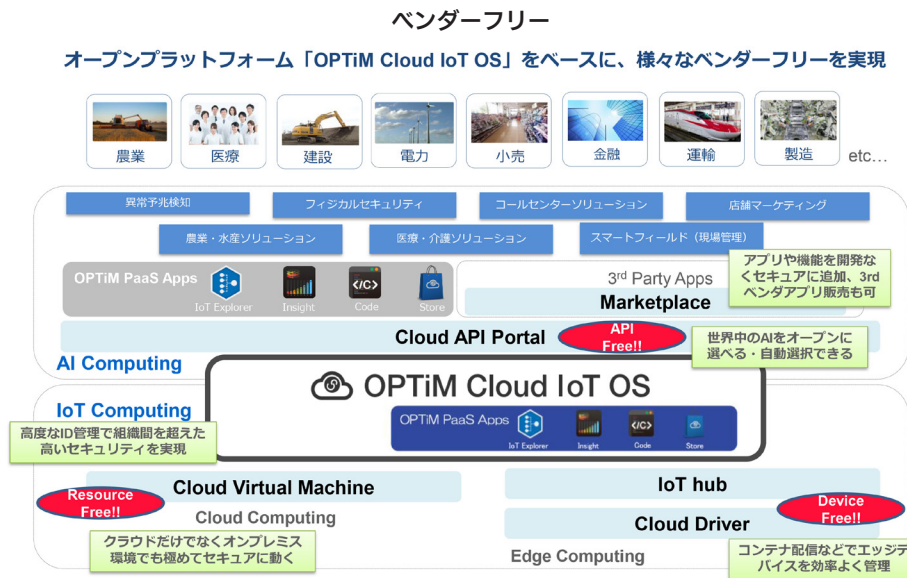 ベンダーフリー
オープンプラットフォーム「OPTiM Cloud IoT OS」をベースに、様々なベンダーフリーを実現
農業
医療
建設
電力
小売
金融
運輸
製造
etc…
異常予兆検知
フィジカルセキュリティ
コールセンターソリューション
店舗マーケティング
農業・水産ソリューション
医療・介護ソリューション
スマートフィールド（現場管理）
アプリや機能を開発な
くセキュアに追加、3rd
ベンダアプリ販売も可
OPTiM PaaS Apps
IoT Explorer
Insight
</C>
Code
Store
3rd Party Apps
Marketplace
Cloud API Portal
API
Free!!
世界中のAIをオープンに
選べる・自動選択できる
AI Computing
OPTiM Cloud IoT OS
IoT Computing
OPTiM PaaS Apps
IoT Explorer
Insight
</C>
Code
Store
高度なID管理で組織間を超えた
高いセキュリティを実現
Cloud Virtual Machine
IoT hub
Resource
Free!!
Device
Free!!
Cloud Computing
Cloud Driver
クラウドだけでなくオンプレミス
環境でも極めてセキュアに動く
Edge Computing
コンテナ配信などでエッジデ
バイスを効率よく管理